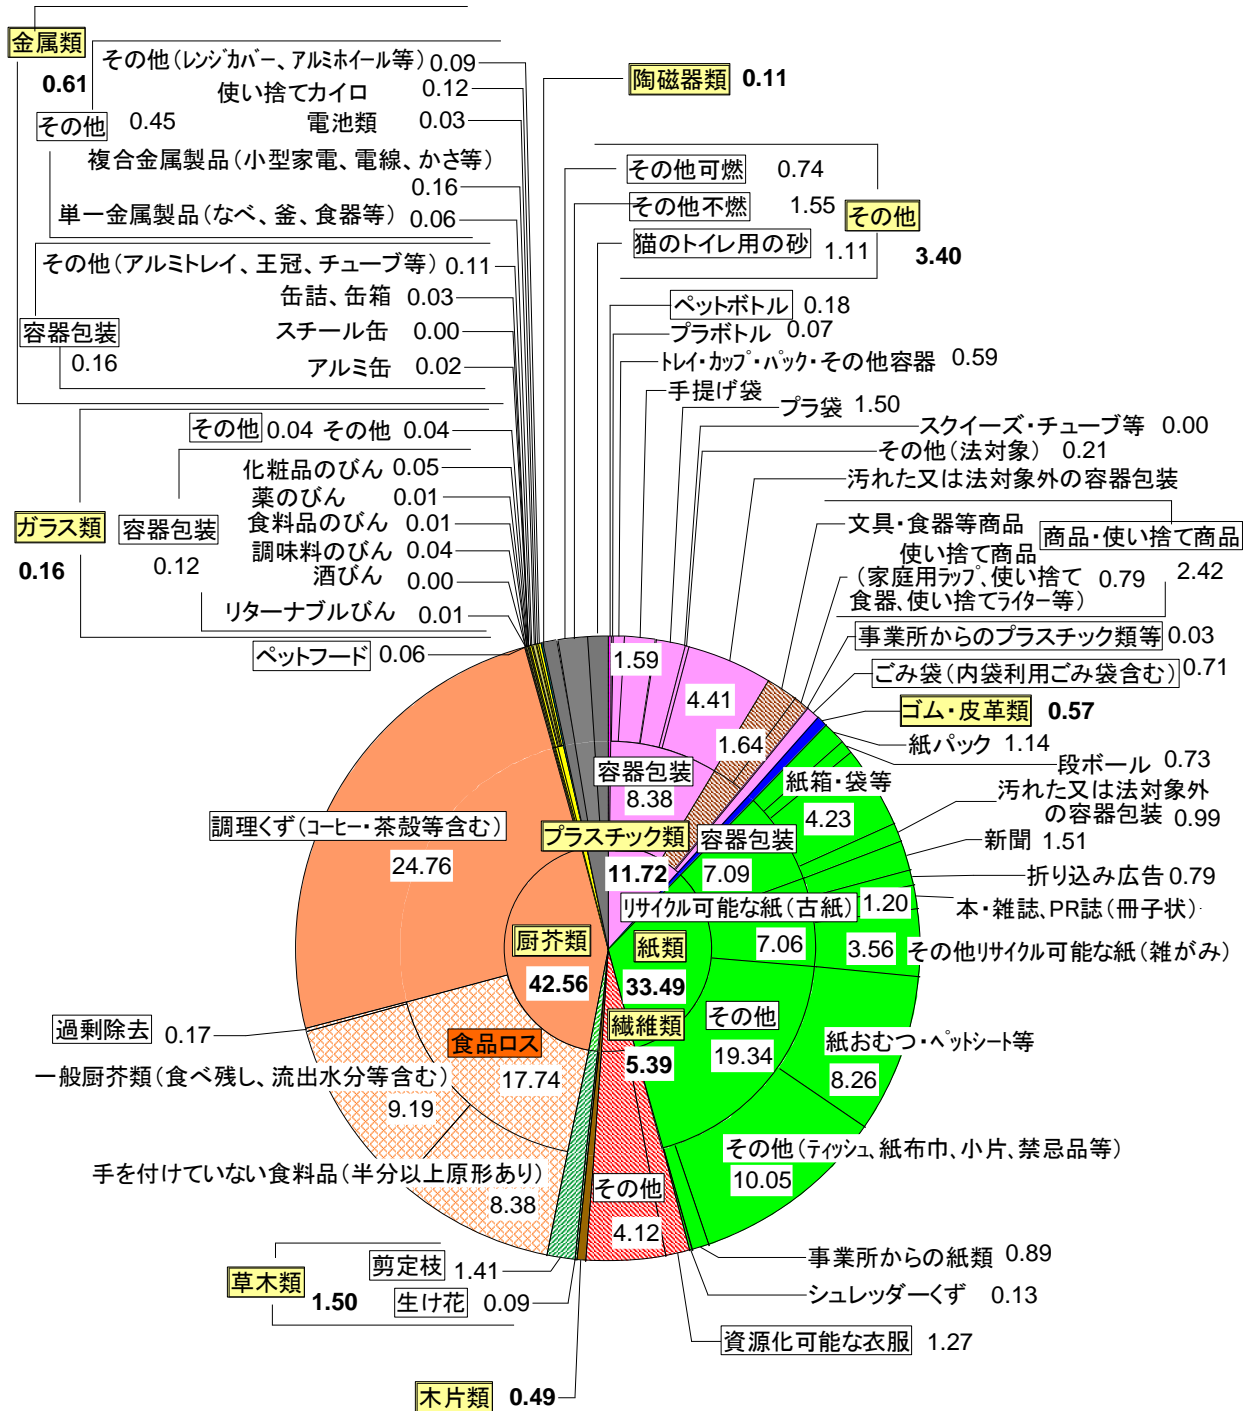 金属類
0.61
その他(レンジカバー、アルミホイール等) 0.09
使い捨てカイロ 0.12
その他 0.45
電池類 0.03
複合金属製品(小型家電、電線、かさ等)
0.16
単一金属製品(なべ、釜、食器等) 0.06
その他(アルミトレイ、王冠、チューブ等) 0.11
缶詰、缶箱 0.03
容器包装
0.16
スチール缶 0.00
アルミ缶 0.02
陶磁器類 0.11
その他可燃 0.74
その他不燃 1.55
その他
3.40
猫のトイレ用の砂 1.11
ペットボトル 0.18
プラボトル 0.07
トレイ・カップ・パック・その他容器 0.59
手提げ袋
プラ袋 1.50
スクイーズ・チューブ等 0.00
その他(法対象) 0.21
汚れた又は法対象外の容器包装
文具・食器等商品
商品・使い捨て商品
2.42
使い捨て商品
(家庭用ラップ、使い捨て 0.79
食器、使い捨てライター等)
事業所からのプラスチック類等 0.03
ごみ袋(内袋利用ごみ袋含む) 0.71
ゴム・皮革類 0.57
紙パック 1.14
段ボール 0.73
汚れた又は法対象外
の容器包装 0.99
新聞 1.51
折り込み広告 0.79
本・雑誌、PR誌(冊子状)
その他リサイクル可能な紙(雑がみ)
その他 0.04 その他 0.04
化粧品のびん 0.05
薬のびん 0.01
食料品のびん 0.01
調味料のびん 0.04
酒びん 0.00
リターナブルびん 0.01
ガラス類
0.16
容器包装
0.12
ペットフード 0.06
1.59
4.41
1.64
容器包装
8.38
プラスチック類
11.72
紙箱・袋等
4.23
容器包装
7.09
リサイクル可能な紙(古紙)
7.06
1.20
3.56
調理くず(コーヒー・茶殻等含む)
24.76
厨芥類
42.56
紙類
33.49
繊維類
5.39
その他
19.34
紙おむつ・ペットシート等
8.26
過剰除去 0.17
食品ロス
17.74
一般厨芥類(食べ残し、流出水分等含む)
9.19
手を付けていない食料品(半分以上原形あり)
8.38
その他(ティッシュ、紙布巾、小片、禁忌品等)
10.05
その他
4.12
草木類
1.50
剪定枝 1.41
生け花 0.09
事業所からの紙類 0.89
シュレッダーくず 0.13
資源化可能な衣服 1.27
木片類 0.49